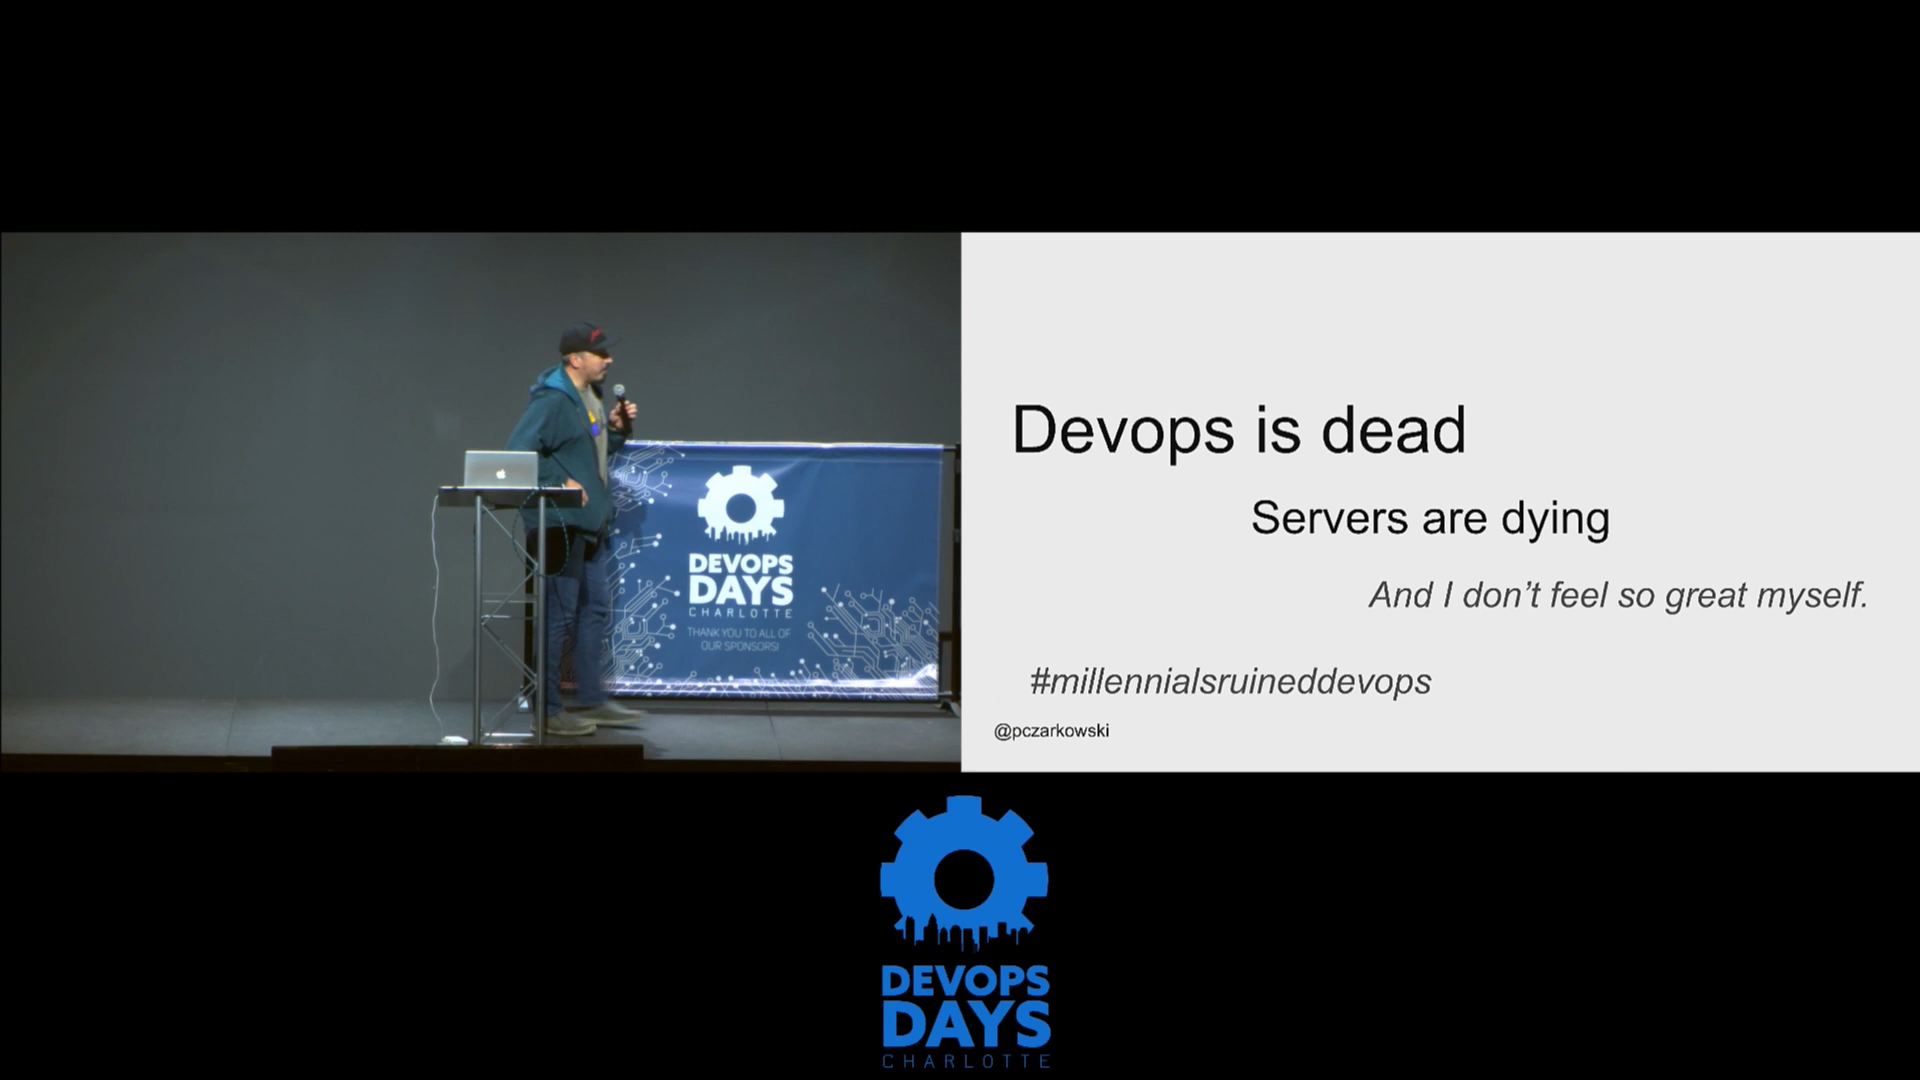 DEVOPS
DAYS
CHARLOTTE
THANK YOU TO ALL OF
OUR SPONSORS!
Devops is dead
Servers are dying
And I don’t feel so great myself.
#millennialsruineddevops
@pczarkowski
DEVOPS
DAYS
CHARLOTTE